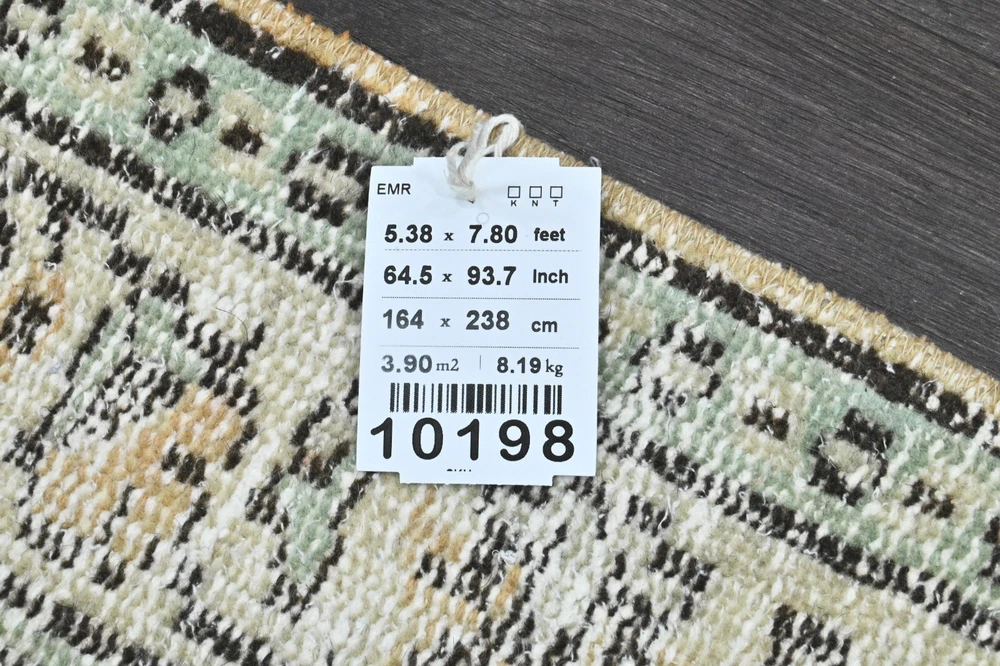 EMR
K N T
5.38 x 7.80 feet
64.5 x 93.7 Inch
164 x 238 cm
3.90 m2 | 8.19 kg
10198